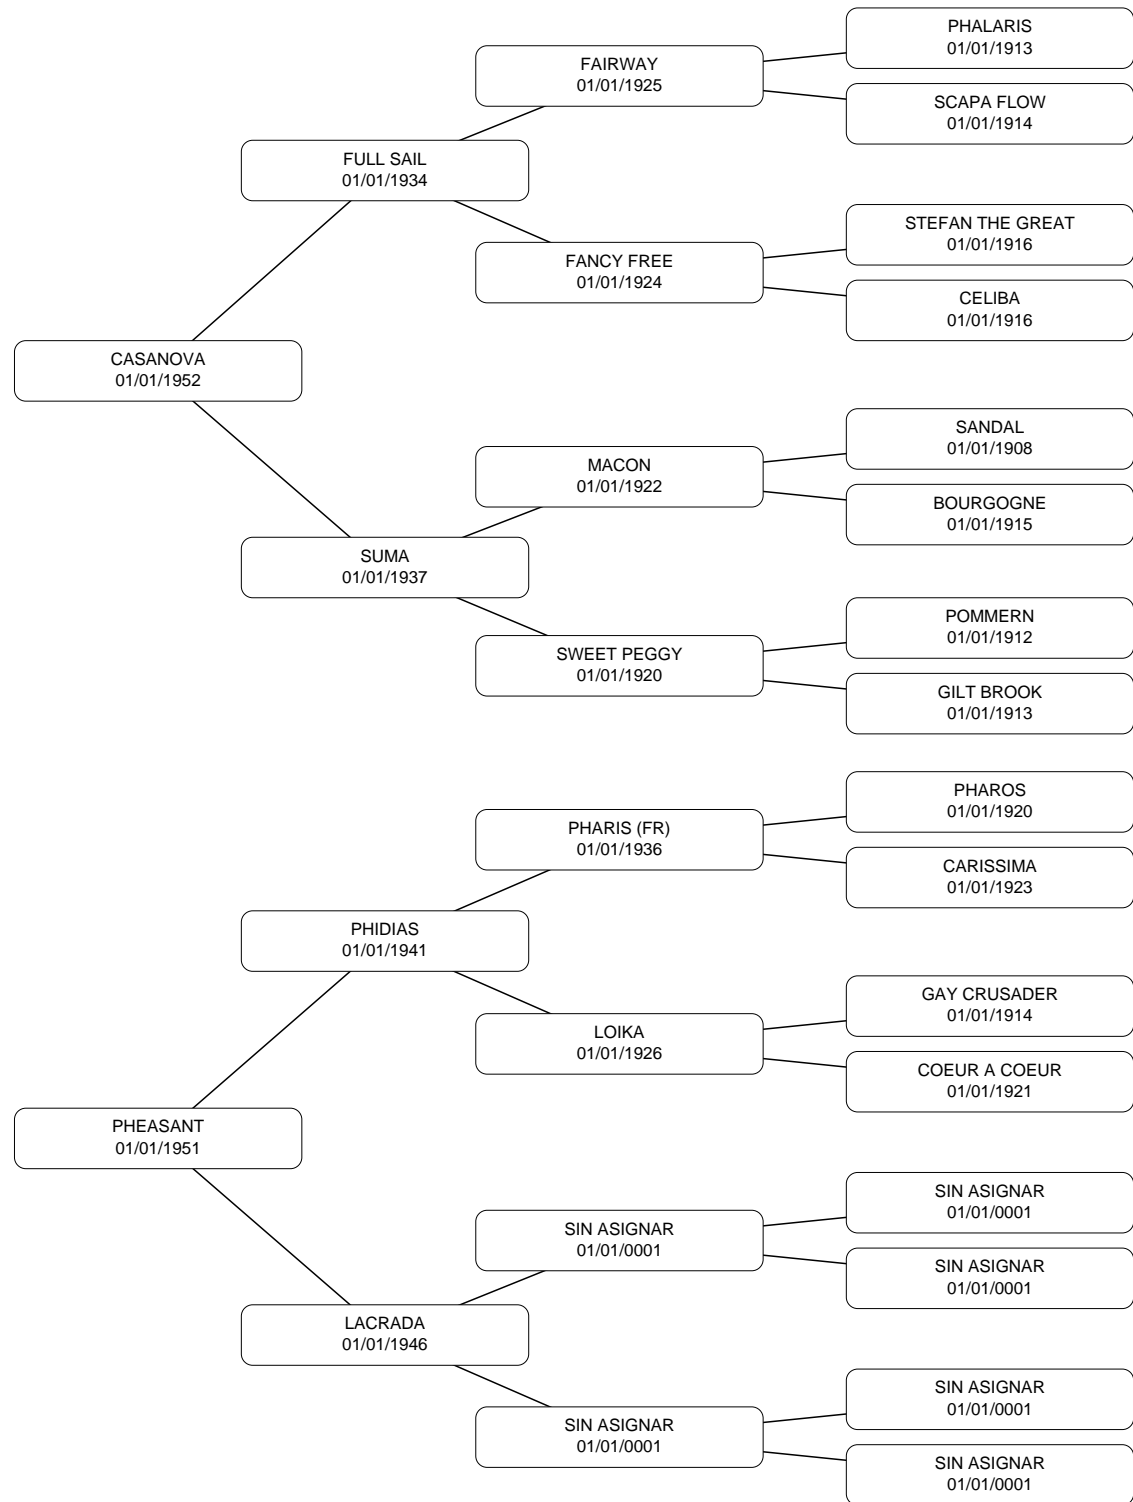 PHALARIS
01/01/1913
FAIRWAY
01/01/1925
SCAPA FLOW
01/01/1914
FULL SAIL
01/01/1934
STEFAN THE GREAT
01/01/1916
FANCY FREE
01/01/1924
CELIBA
01/01/1916
CASANOVA
01/01/1952
SANDAL
01/01/1908
MACON
01/01/1922
BOURGOGNE
01/01/1915
SUMA
01/01/1937
POMMERN
01/01/1912
SWEET PEGGY
01/01/1920
GILT BROOK
01/01/1913
PHAROS
01/01/1920
PHARIS (FR)
01/01/1936
CARISSIMA
01/01/1923
PHIDIAS
01/01/1941
GAY CRUSADER
01/01/1914
LOIKA
01/01/1926
COEUR A COEUR
01/01/1921
PHEASANT
01/01/1951
SIN ASIGNAR
01/01/0001
SIN ASIGNAR
01/01/0001
SIN ASIGNAR
01/01/0001
LACRADA
01/01/1946
SIN ASIGNAR
01/01/0001
SIN ASIGNAR
01/01/0001
SIN ASIGNAR
01/01/0001